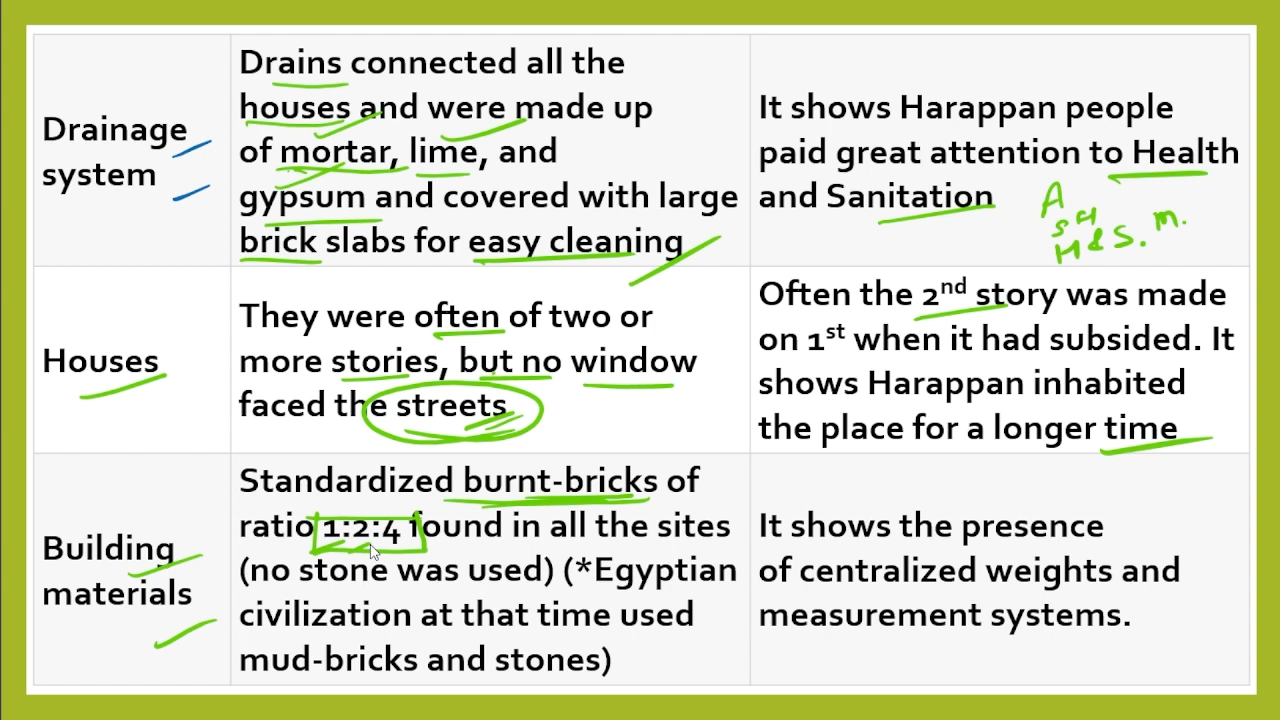 Drainage
system
Drains connected all the
houses and were made up
of mortar, lime, and
gypsum and covered with large
brick slabs for easy cleaning
It shows Harappan people
paid great attention to Health
and Sanitation
A
S H
H & S. m.
Houses
They were often of two or
more stories, but no window
faced the streets
Often the 2nd story was made
on 1st when it had subsided. It
shows Harappan inhabited
the place for a longer time
Building
materials
Standardized burnt-bricks of
ratio 1:2:4 found in all the sites
(no stone was used) (*Egyptian
civilization at that time used
mud-bricks and stones)
It shows the presence
of centralized weights and
measurement systems.